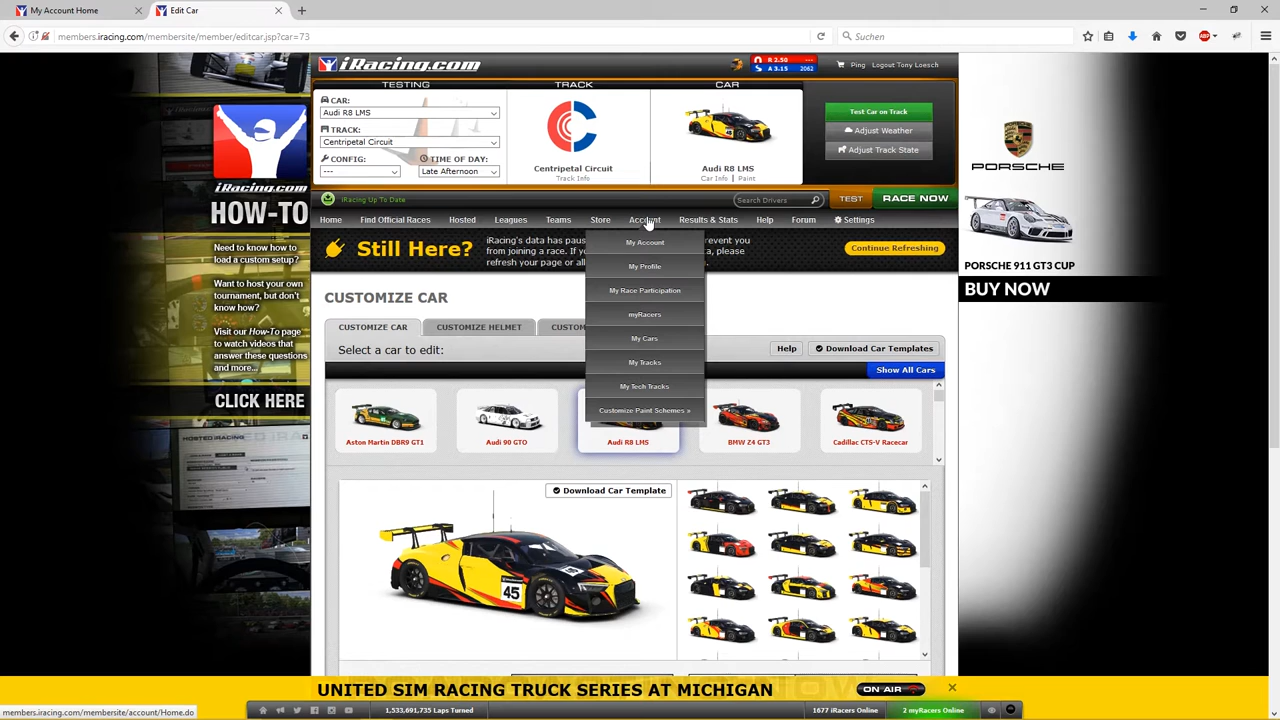 My Account Home
Edit Car
members.iracing.com/membersite/member/editcar.jsp?car=73
Suchen
ABP
iRacing.com
R 2.50 ---
A 3.15 2062
Ping Logout Tony Loesch
TESTING
TRACK
CAR
CAR:
Audi R8 LMS
TRACK:
Centripetal Circuit
CONFIG:
---
TIME OF DAY:
Late Afternoon
Centripetal Circuit
Track Info
Audi R8 LMS
Car Info | Paint
Test Car on Track
Adjust Weather
Adjust Track State
iRacing Up To Date
Search Drivers
TEST
RACE NOW
Home Find Official Races Hosted Leagues Teams Store Account Results & Stats Help Forum Settings
Still Here?
iRacing's data has paus
from joining a race. If yo
refresh your page or all
event you
a, please
Continue Refreshing
My Account
My Profile
My Race Participation
myRacers
My Cars
My Tracks
My Tech Tracks
Customize Paint Schemes »
iRacing.com
HOW-TO
Need to know how to
load a custom setup?
Want to host your own
tournament, but don't
know how?
Visit our How-To page
to watch videos that
answer these questions
and more...
CLICK HERE
PORSCHE
PORSCHE 911 GT3 CUP
BUY NOW
CUSTOMIZE CAR
CUSTOMIZE CAR
CUSTOMIZE HELMET
CUSTOM
Select a car to edit:
Help
Download Car Templates
Show All Cars
Aston Martin DBR9 GT1
Audi 90 GTO
Audi R8 LMS
BMW Z4 GT3
Cadillac CTS-V Racecar
Download Car Template
45
UNITED SIM RACING TRUCK SERIES AT MICHIGAN
ON AIR
1,533,691,735 Laps Turned
1677 iRacers Online
2 myRacers Online
members.iracing.com/membersite/account/Home.do